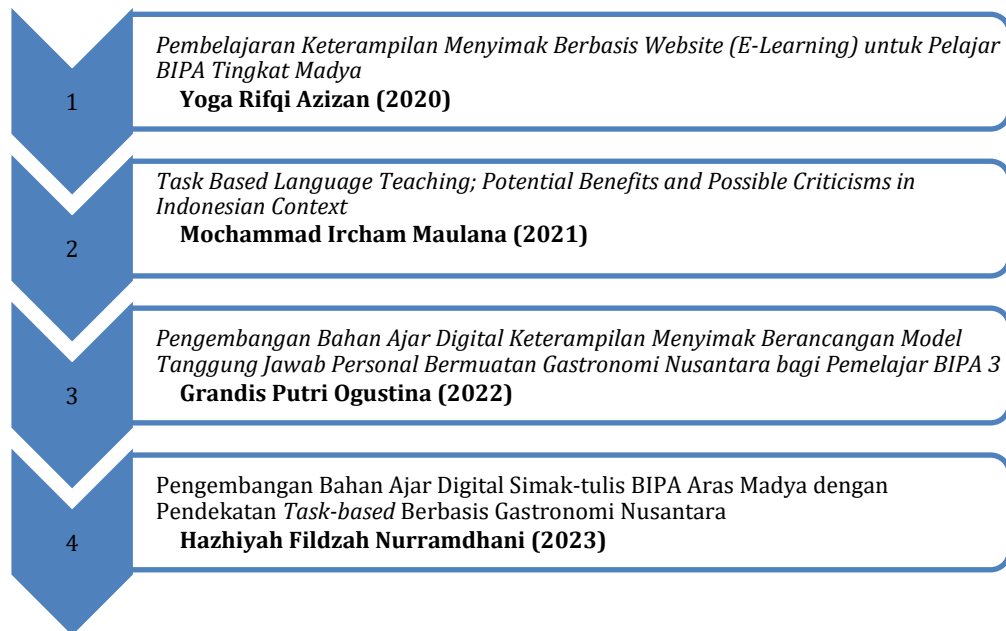 1
Pembelajaran Keterampilan Menyimak Berbasis Website (E-Learning) untuk Pelajar
BIPA Tingkat Madya
Yoga Rifqi Azizan (2020)
2
Task Based Language Teaching; Potential Benefits and Possible Criticisms in
Indonesian Context
Mochammad Ircham Maulana (2021)
3
Pengembangan Bahan Ajar Digital Keterampilan Menyimak Berancangan Model
Tanggung Jawab Personal Bermuatan Gastronomi Nusantara bagi Pemelajar BIPA 3
Grandis Putri Ogustina (2022)
4
Pengembangan Bahan Ajar Digital Simak-tulis BIPA Aras Madya dengan
Pendekatan Task-based Berbasis Gastronomi Nusantara
Hazhiyah Fildzah Nurramdhani (2023)